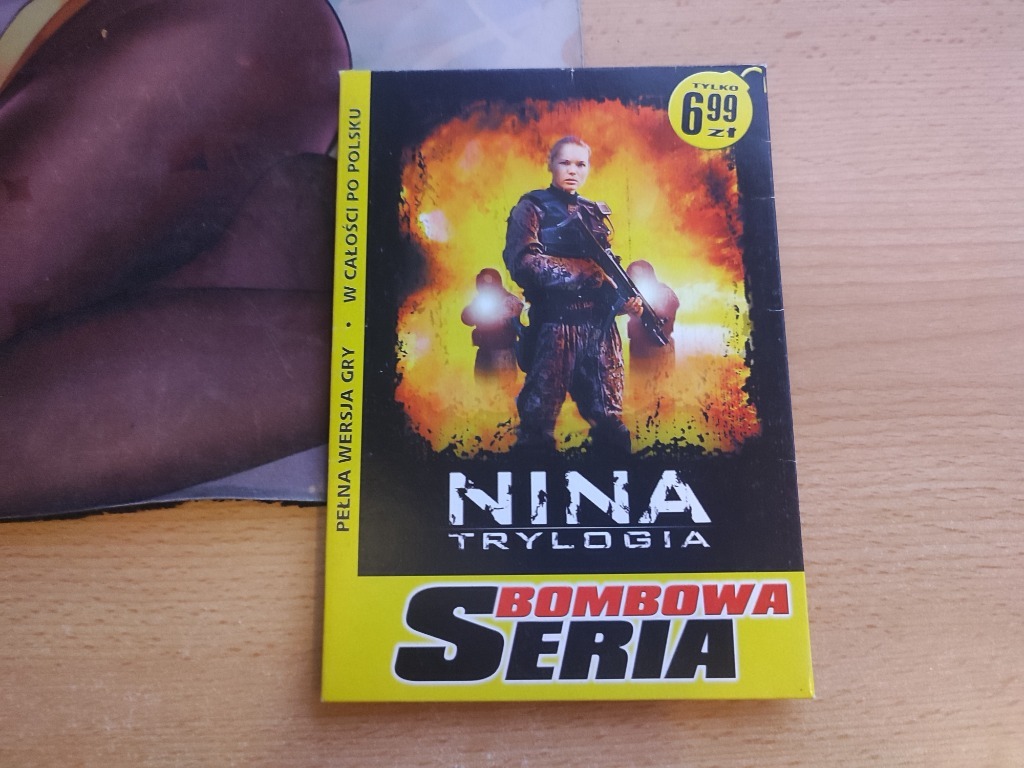 TYLKO
6 99
zł
PEŁNA WERSJA GRY • W CAŁOŚCI PO POLSKU
NINA
TRYLOGIA
BOMBOWA
SERIA